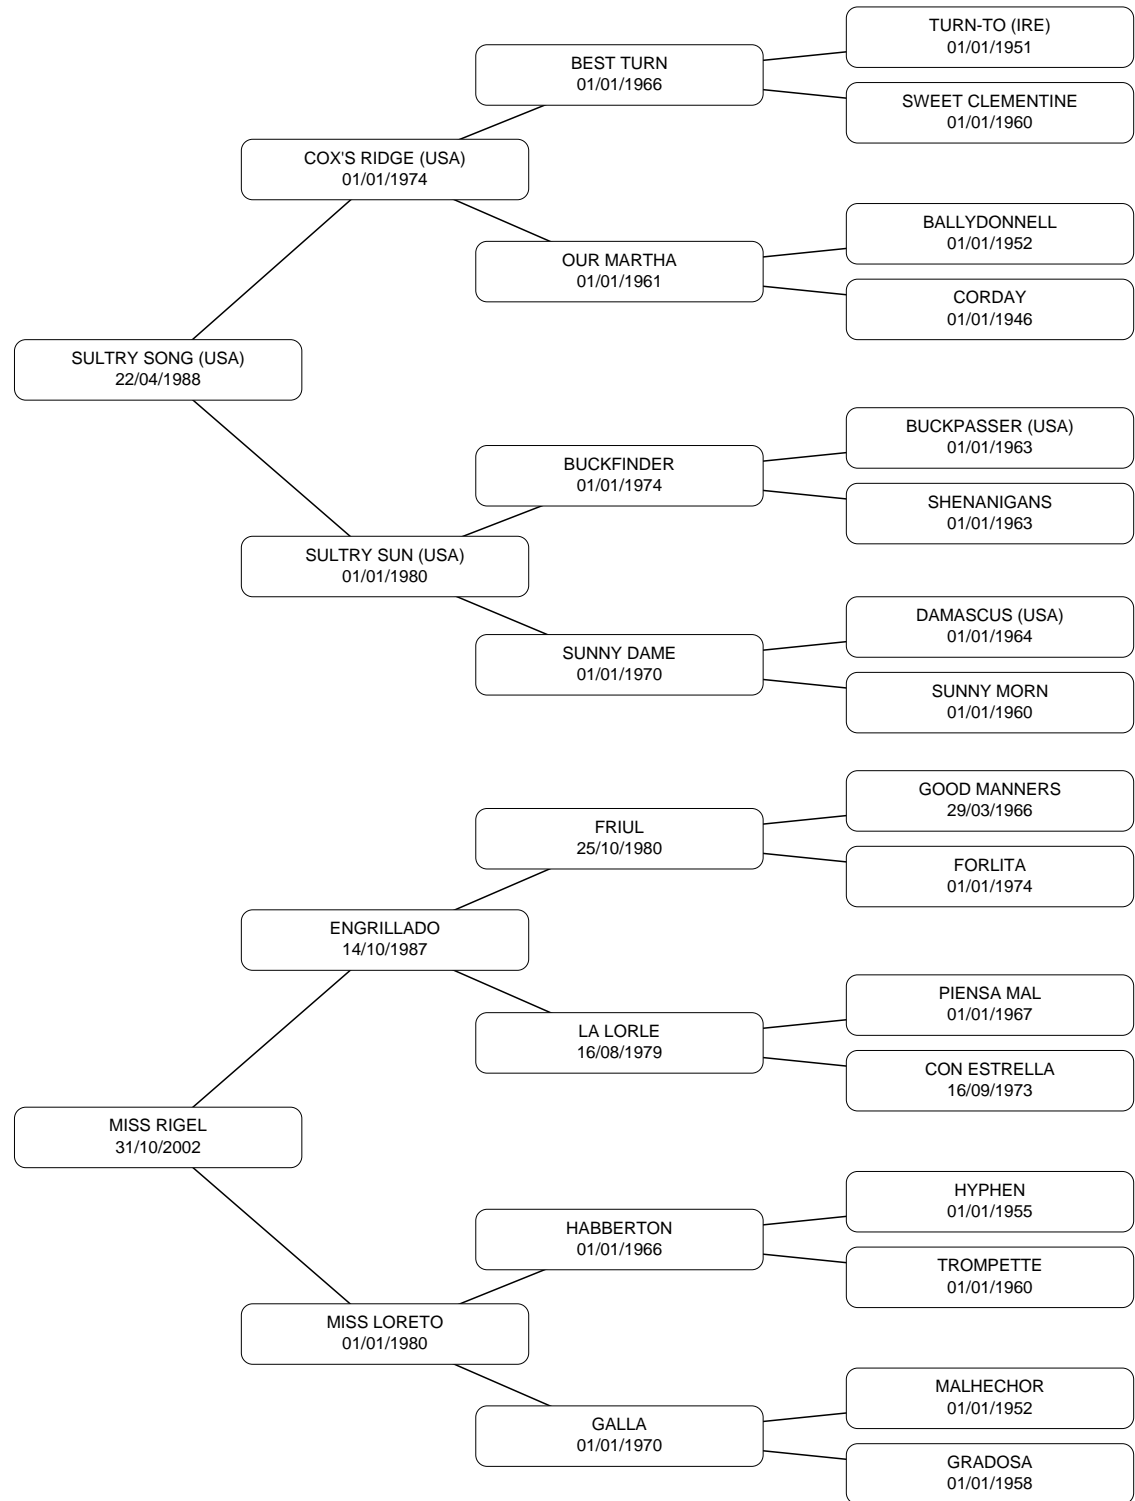 TURN-TO (IRE)
01/01/1951
BEST TURN
01/01/1966
SWEET CLEMENTINE
01/01/1960
COX'S RIDGE (USA)
01/01/1974
BALLYDONNELL
01/01/1952
OUR MARTHA
01/01/1961
CORDAY
01/01/1946
SULTRY SONG (USA)
22/04/1988
BUCKPASSER (USA)
01/01/1963
BUCKFINDER
01/01/1974
SHENANIGANS
01/01/1963
SULTRY SUN (USA)
01/01/1980
DAMASCUS (USA)
01/01/1964
SUNNY DAME
01/01/1970
SUNNY MORN
01/01/1960
GOOD MANNERS
29/03/1966
FRIUL
25/10/1980
FORLITA
01/01/1974
ENGRILLADO
14/10/1987
PIENSA MAL
01/01/1967
LA LORLE
16/08/1979
CON ESTRELLA
16/09/1973
MISS RIGEL
31/10/2002
HYPHEN
01/01/1955
HABBERTON
01/01/1966
TROMPETTE
01/01/1960
MISS LORETO
01/01/1980
MALHECHOR
01/01/1952
GALLA
01/01/1970
GRADOSA
01/01/1958